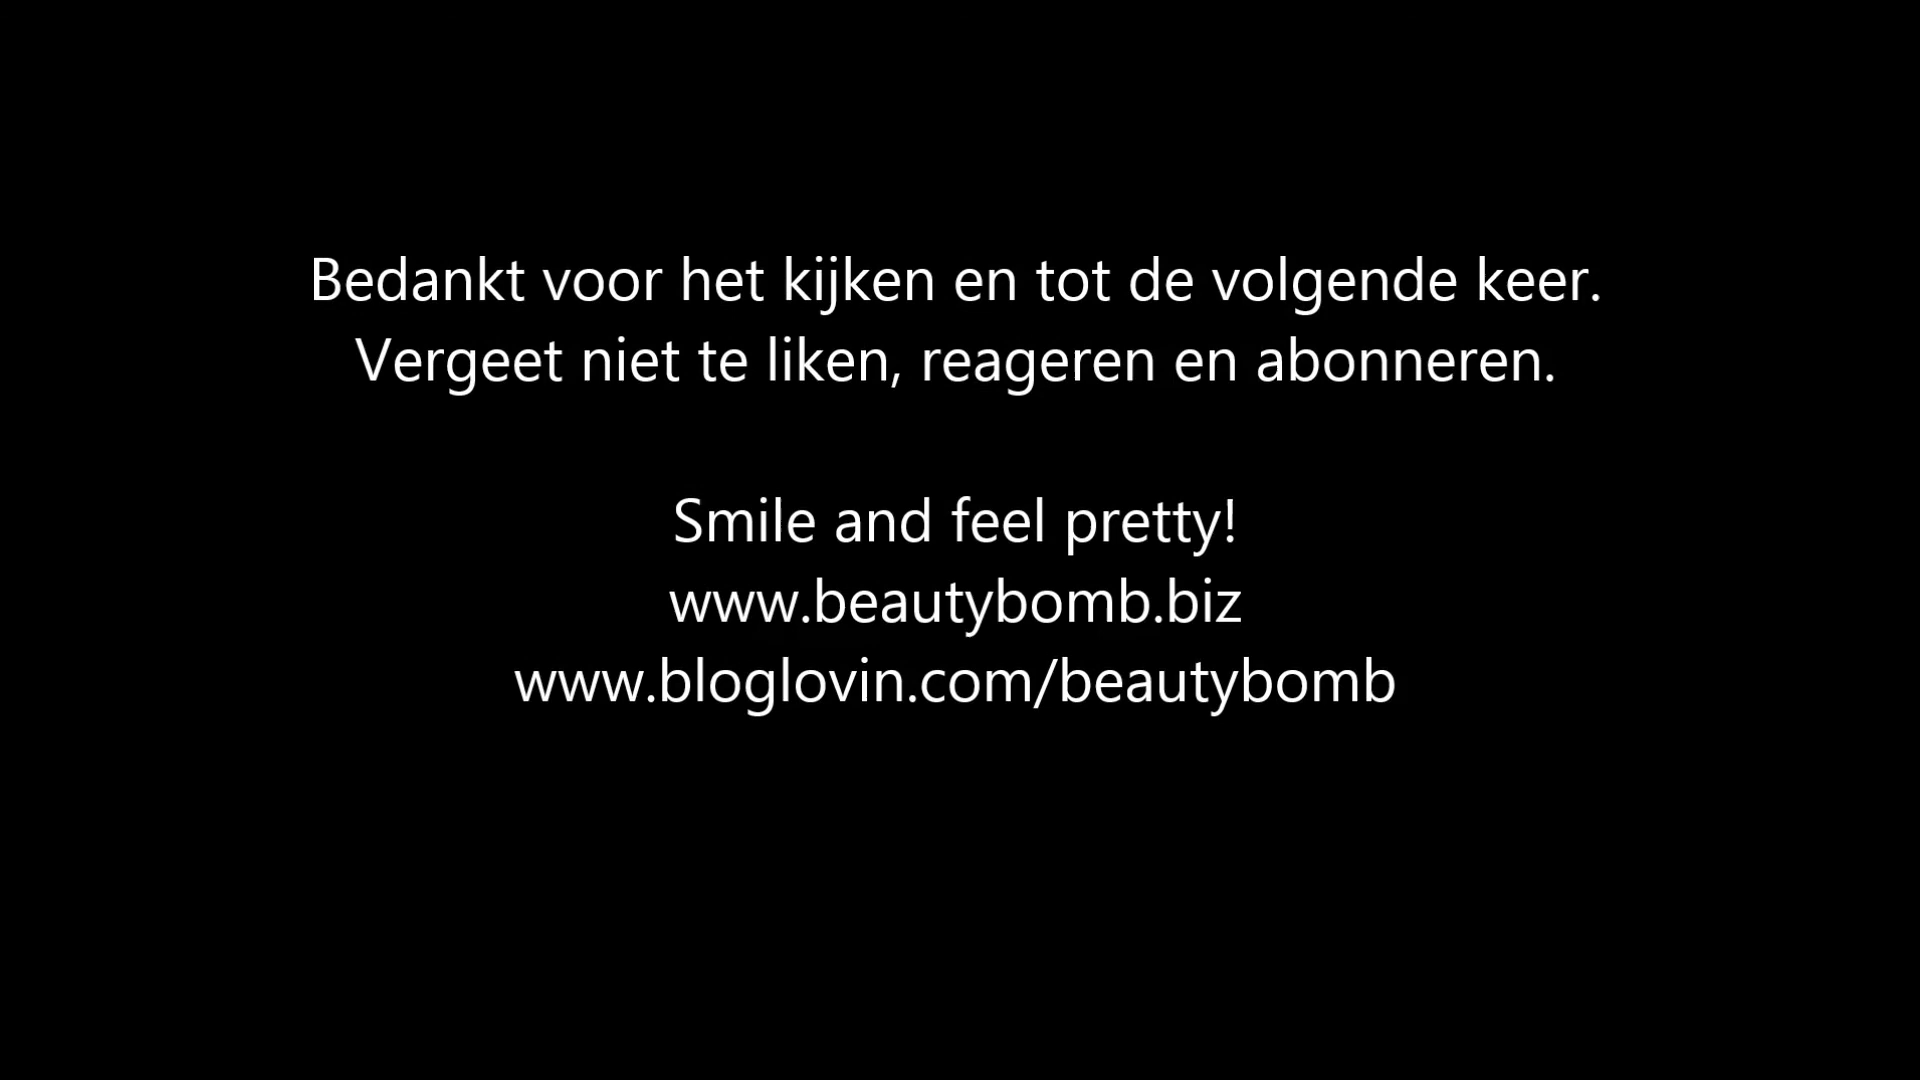 Bedankt voor het kijken en tot de volgende keer.
Vergeet niet te liken, reageren en abonneren.
Smile and feel pretty!
www.beautybomb.biz
www.bloglovin.com/beautybomb